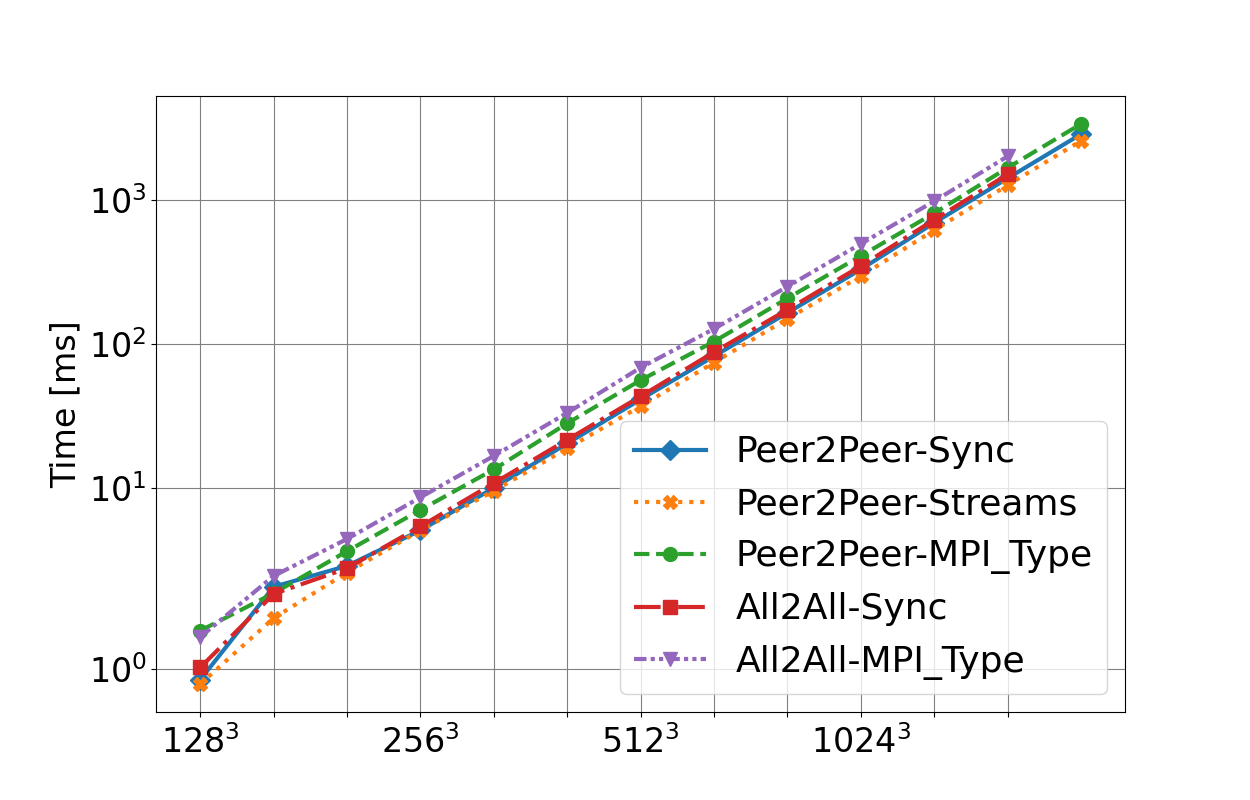 Time [ms]
10³
10²
10¹
10⁰
128³
256³
512³
1024³
Peer2Peer-Sync
Peer2Peer-Streams
Peer2Peer-MPI_Type
All2All-Sync
All2All-MPI_Type